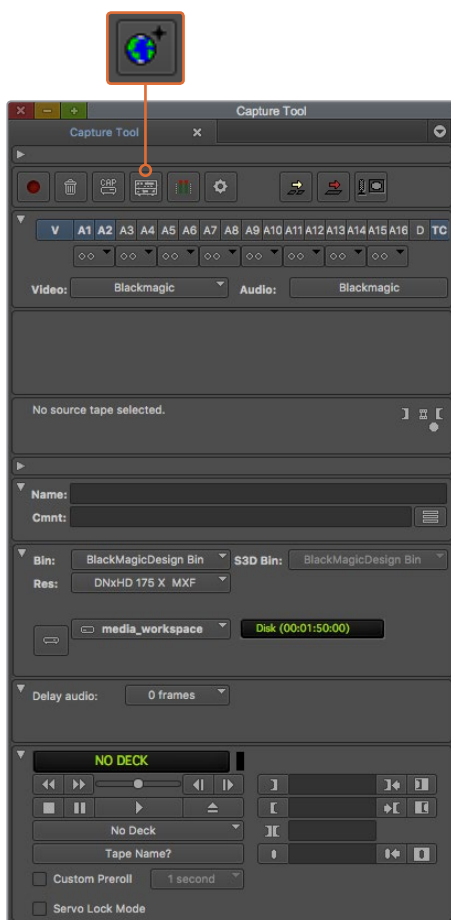 Capture Tool
Capture Tool
CAP
V A1 A2 A3 A4 A5 A6 A7 A8 A9 A10 A11 A12 A13 A14 A15 A16 D TC
Video: Blackmagic Audio: Blackmagic
No source tape selected.
Name:
Cmnt:
Bin: BlackMagicDesign Bin S3D Bin: BlackMagicDesign Bin
Res: DNxHD 175 X MXF
media_workspace Disk (00:01:50:00)
Delay audio: 0 frames
NO DECK
No Deck
Tape Name?
Custom Preroll 1 second
Servo Lock Mode